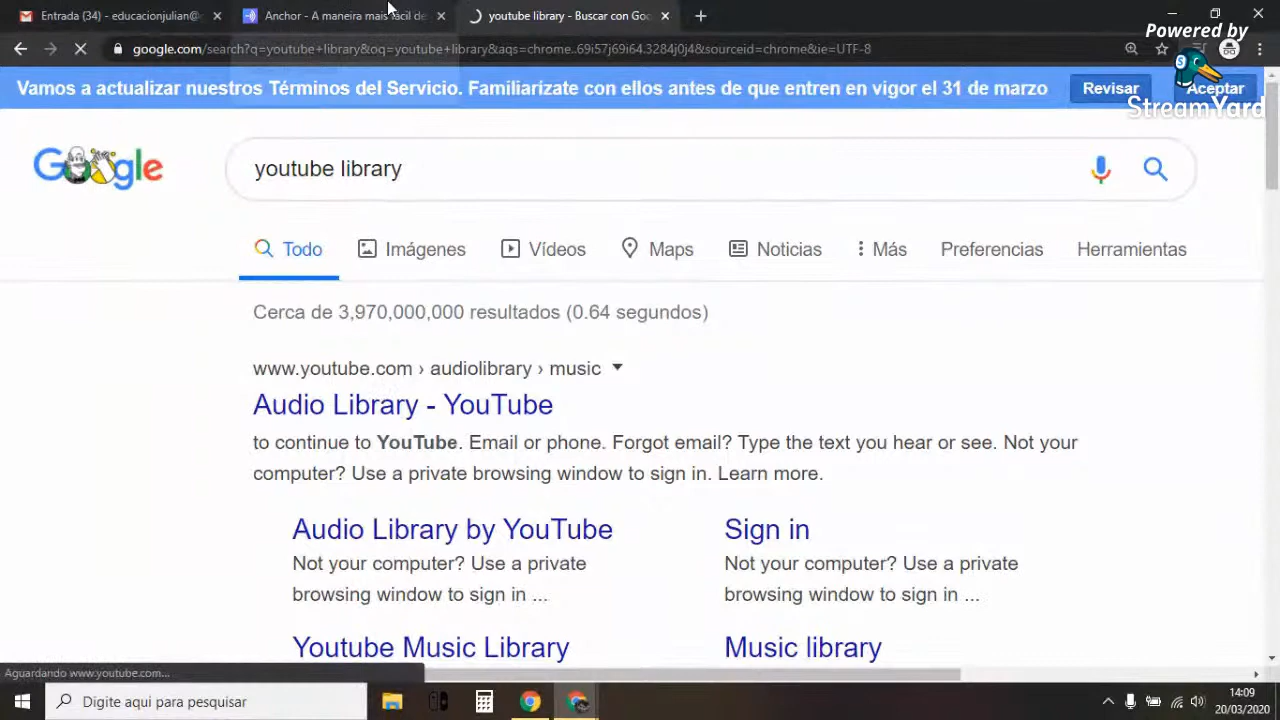 Entrada (34) - educacionjulian@
Anchor - A maneira mais fácil de
youtube library - Buscar con Goo
Powered by
google.com/search?q=youtube+library&oq=youtube+library&aqs=chrome..69i57j69i64.3284j0j4&sourceid=chrome&ie=UTF-8
Vamos a actualizar nuestros Términos del Servicio. Familiarízate con ellos antes de que entren en vigor el 31 de marzo
Revisar
Aceptar
StreamYard
Google
youtube library
Todo
Imágenes
Vídeos
Maps
Noticias
Más
Preferencias
Herramientas
Cerca de 3,970,000,000 resultados (0.64 segundos)
www.youtube.com › audiolibrary › music
Audio Library - YouTube
to continue to YouTube. Email or phone. Forgot email? Type the text you hear or see. Not your
computer? Use a private browsing window to sign in. Learn more.
Audio Library by YouTube
Not your computer? Use a private
browsing window to sign in ...
Sign in
Not your computer? Use a private
browsing window to sign in ...
Youtube Music Library
Music library
Aguardando www.youtube.com...
Digite aqui para pesquisar
14:09
20/03/2020